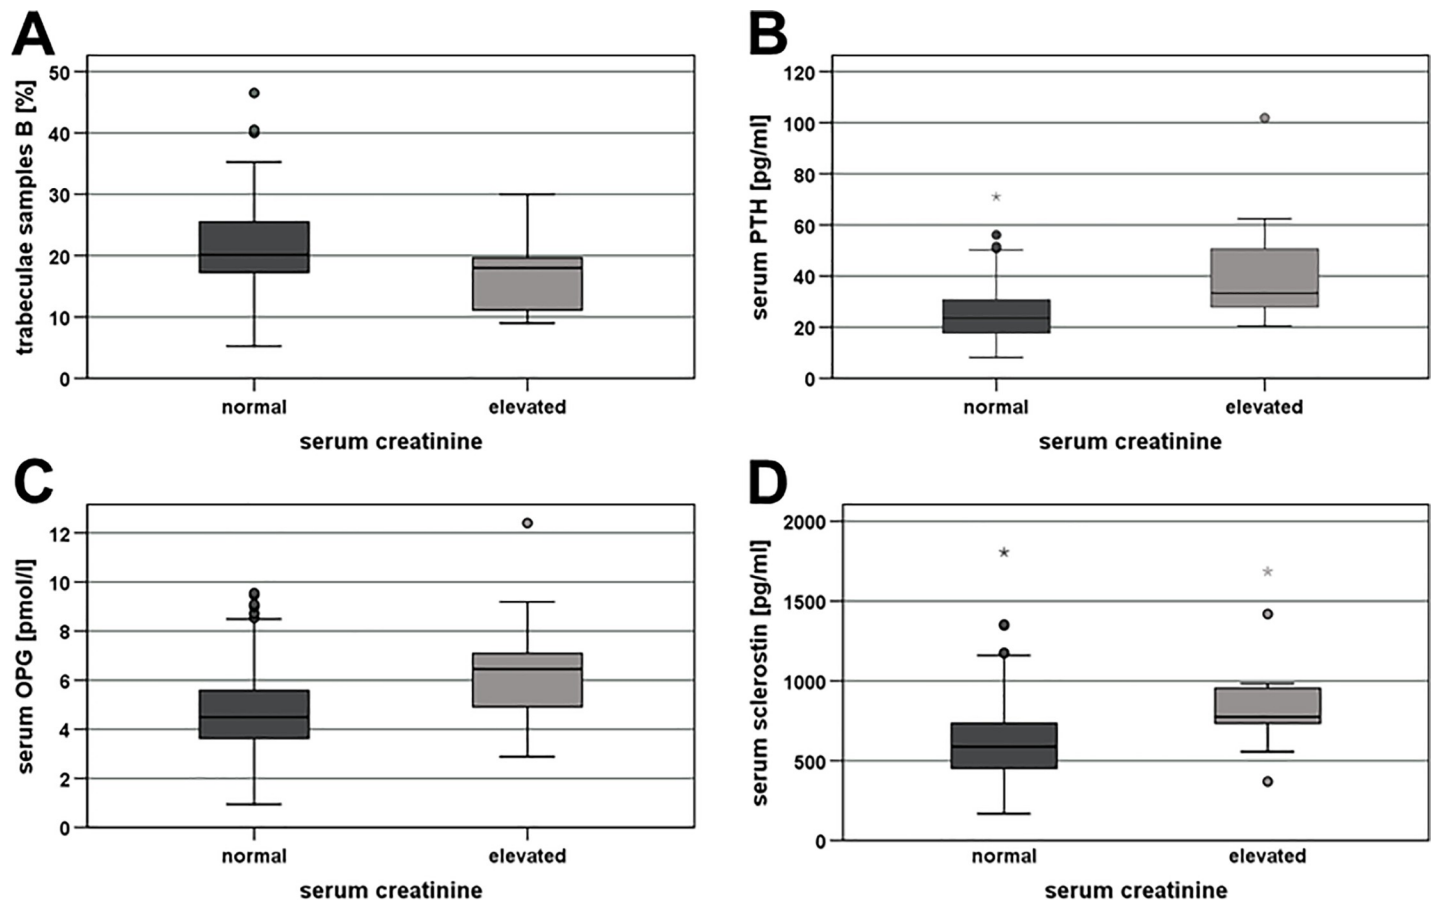 A
trabeculae samples B [%]
50
40
30
20
10
0
normal elevated
serum creatinine
B
serum PTH [pg/ml]
120
100
80
60
40
20
0
normal elevated
serum creatinine
C
serum OPG [pmol/l]
12
10
8
6
4
2
0
normal elevated
serum creatinine
D
serum sclerostin [pg/ml]
2000
1500
1000
500
0
normal elevated
serum creatinine